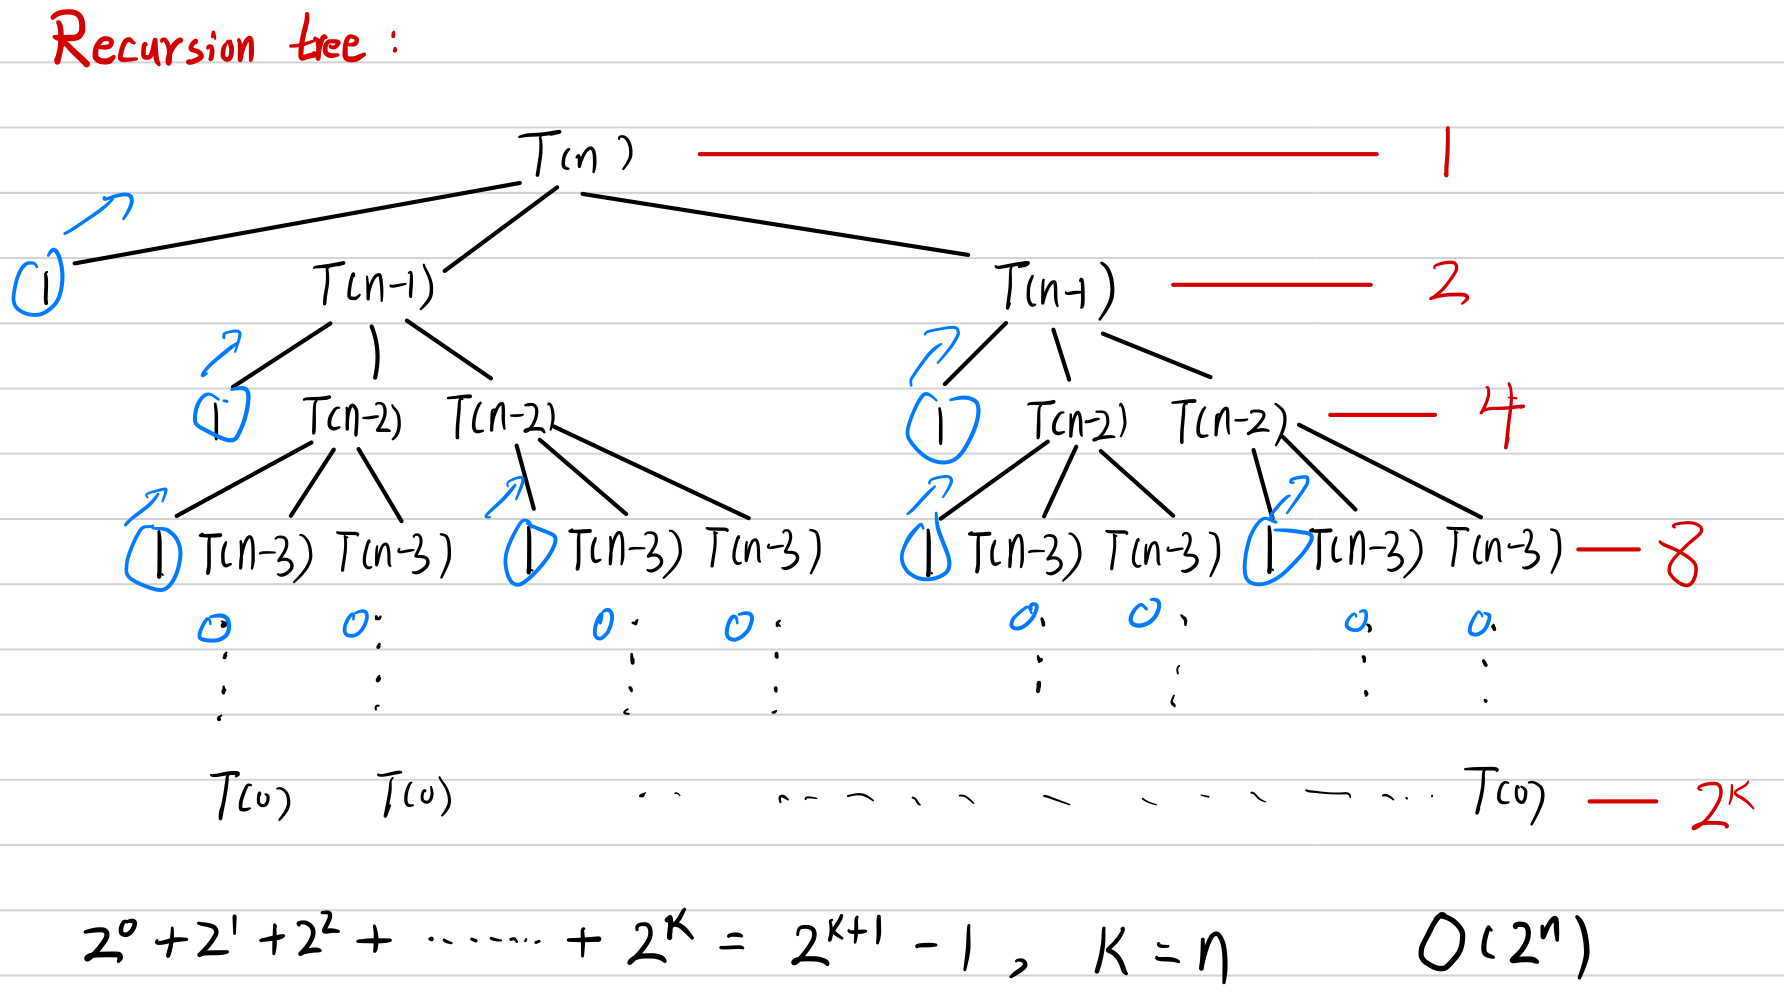 Recursion tree :
T(n) 1
1 T(n-1) T(n-1) 2
1 T(n-2) T(n-2) 1 T(n-2) T(n-2) 4
1 T(n-3) T(n-3) 1 T(n-3) T(n-3) 1 T(n-3) T(n-3) 1 T(n-3) T(n-3) 8
0 0 0 0 0 0 0 0
T(0) T(0) T(0) 2^K
2^0 + 2^1 + 2^2 + ........ + 2^K = 2^{K+1} - 1 , K = n O(2^n)